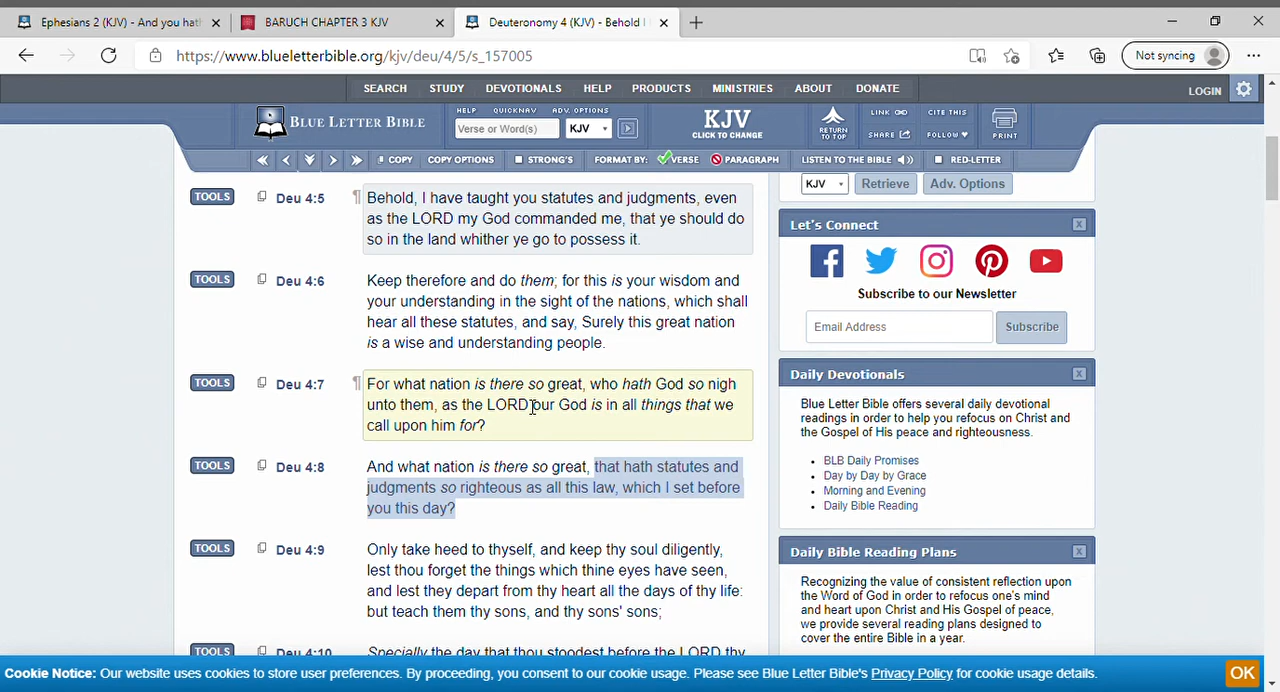 Ephesians 2 (KJV) - And you hath
BARUCH CHAPTER 3 KJV
Deuteronomy 4 (KJV) - Behold I
https://www.blueletterbible.org/kjv/deu/4/5/s_157005
Not syncing
SEARCH STUDY DEVOTIONALS HELP PRODUCTS MINISTRIES ABOUT DONATE
LOGIN
BLUE LETTER BIBLE
HELP QUICKNAV ADV. OPTIONS
Verse or Word(s)
KJV
KJV
CLICK TO CHANGE
RETURN
TO TOP
LINK
CITE THIS
SHARE
FOLLOW
PRINT
COPY COPY OPTIONS STRONG'S FORMAT BY: VERSE PARAGRAPH LISTEN TO THE BIBLE RED-LETTER
TOOLS Deu 4:5 ¶ Behold, I have taught you statutes and judgments, even
as the LORD my God commanded me, that ye should do
so in the land whither ye go to possess it.
TOOLS Deu 4:6 Keep therefore and do them; for this is your wisdom and
your understanding in the sight of the nations, which shall
hear all these statutes, and say, Surely this great nation
is a wise and understanding people.
TOOLS Deu 4:7 ¶ For what nation is there so great, who hath God so nigh
unto them, as the LORD our God is in all things that we
call upon him for?
TOOLS Deu 4:8 And what nation is there so great, that hath statutes and
judgments so righteous as all this law, which I set before
you this day?
TOOLS Deu 4:9 Only take heed to thyself, and keep thy soul diligently,
lest thou forget the things which thine eyes have seen,
and lest they depart from thy heart all the days of thy life:
but teach them thy sons, and thy sons' sons;
TOOLS Deu 4:10 Specially the day that thou stoodest before the LORD thy
KJV Retrieve Adv. Options
Let's Connect X
Subscribe to our Newsletter
Email Address Subscribe
Daily Devotionals X
Blue Letter Bible offers several daily devotional
readings in order to help you refocus on Christ and
the Gospel of His peace and righteousness.
BLB Daily Promises
Day by Day by Grace
Morning and Evening
Daily Bible Reading
Daily Bible Reading Plans X
Recognizing the value of consistent reflection upon
the Word of God in order to refocus one's mind
and heart upon Christ and His Gospel of peace,
we provide several reading plans designed to
cover the entire Bible in a year.
Cookie Notice: Our website uses cookies to store user preferences. By proceeding, you consent to our cookie usage. Please see Blue Letter Bible's Privacy Policy for cookie usage details.
OK